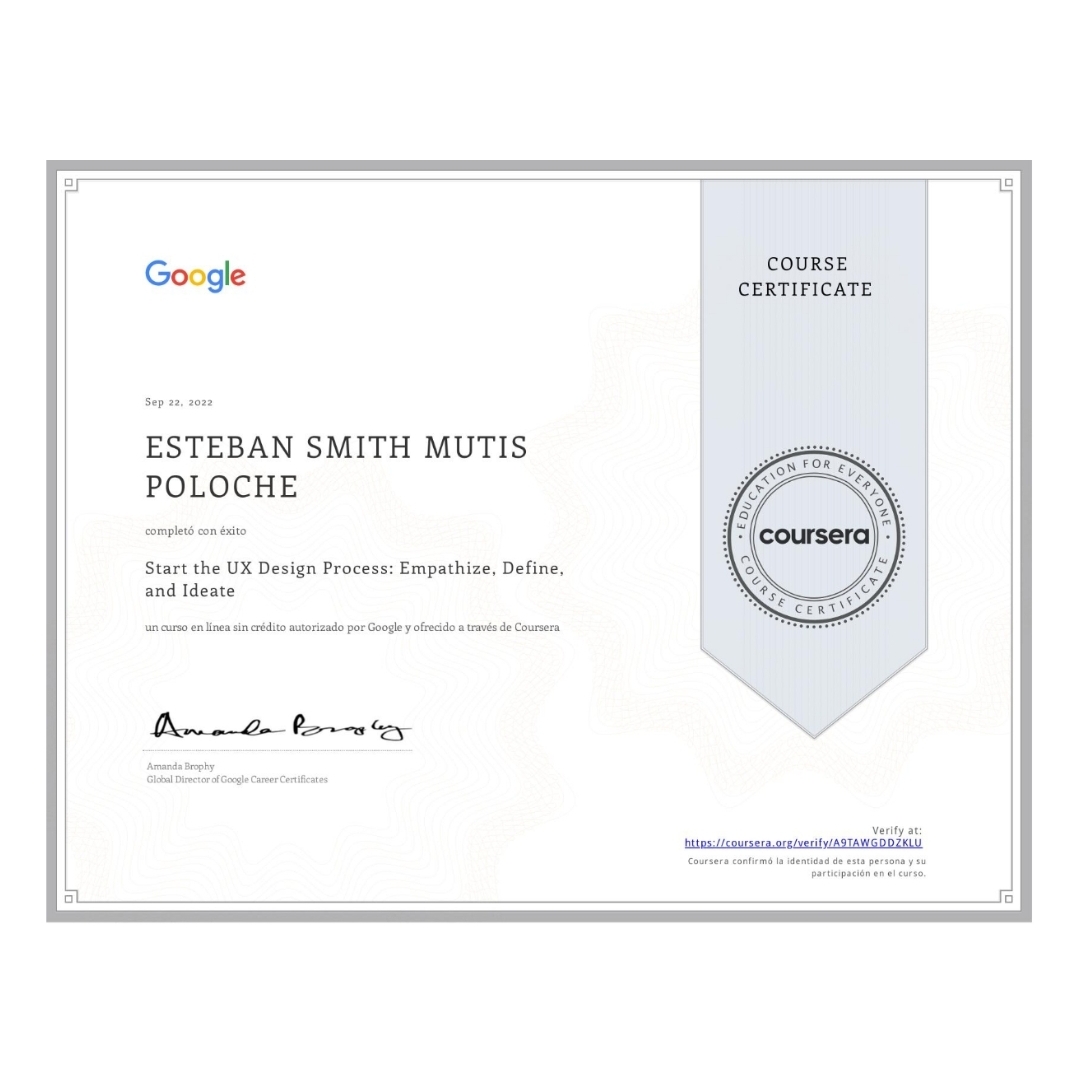 Google
COURSE
CERTIFICATE
Sep 22, 2022
ESTEBAN SMITH MUTIS
POLOCHE
completó con éxito
Start the UX Design Process: Empathize, Define,
and Ideate
un curso en línea sin crédito autorizado por Google y ofrecido a través de Coursera
EDUCATION FOR EVERYONE
coursera
COURSE CERTIFICATE
Amanda Brophy
Amanda Brophy
Global Director of Google Career Certificates
Verify at:
https://coursera.org/verify/A9TAWGDDZKLU
Coursera confirmó la identidad de esta persona y su
participación en el curso.